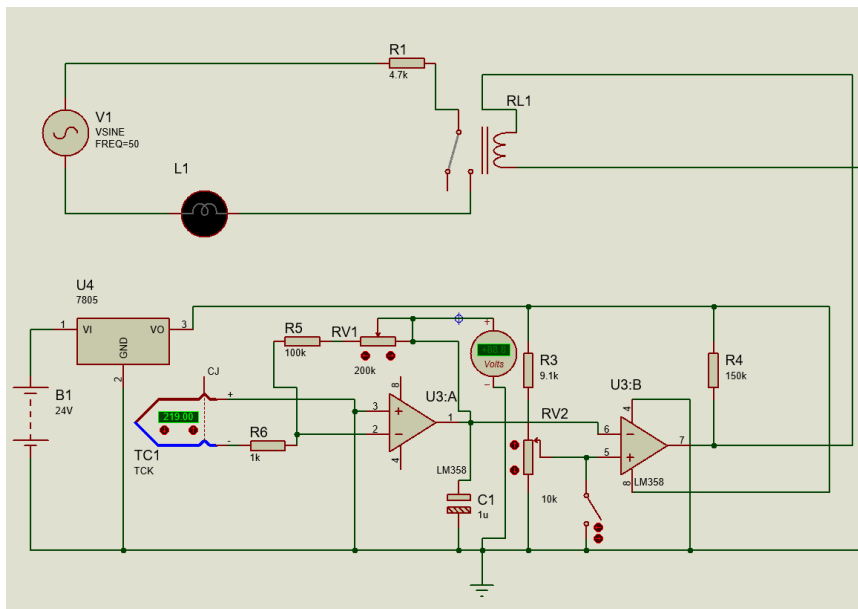 R1
4.7k
RL1
V1
VSINE
FREQ=50
L1
U4
7805
1
VI
VO
3
GND
2
B1
24V
CJ
+
219.00
-
TC1
TCK
R6
1k
R5
100k
RV1
200k
+
Volts
-
8
U3:A
3
+
2
-
1
4
LM358
C1
1u
R3
9.1k
RV2
10k
U3:B
4
6
-
5
+
7
8
LM358
R4
150k